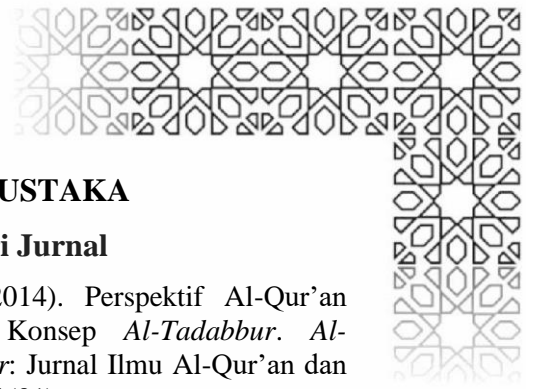 USTAKA
i Jurnal
2014). Perspektif Al-Qur’an
Konsep Al-Tadabbur. Al-
r: Jurnal Ilmu Al-Qur’an dan